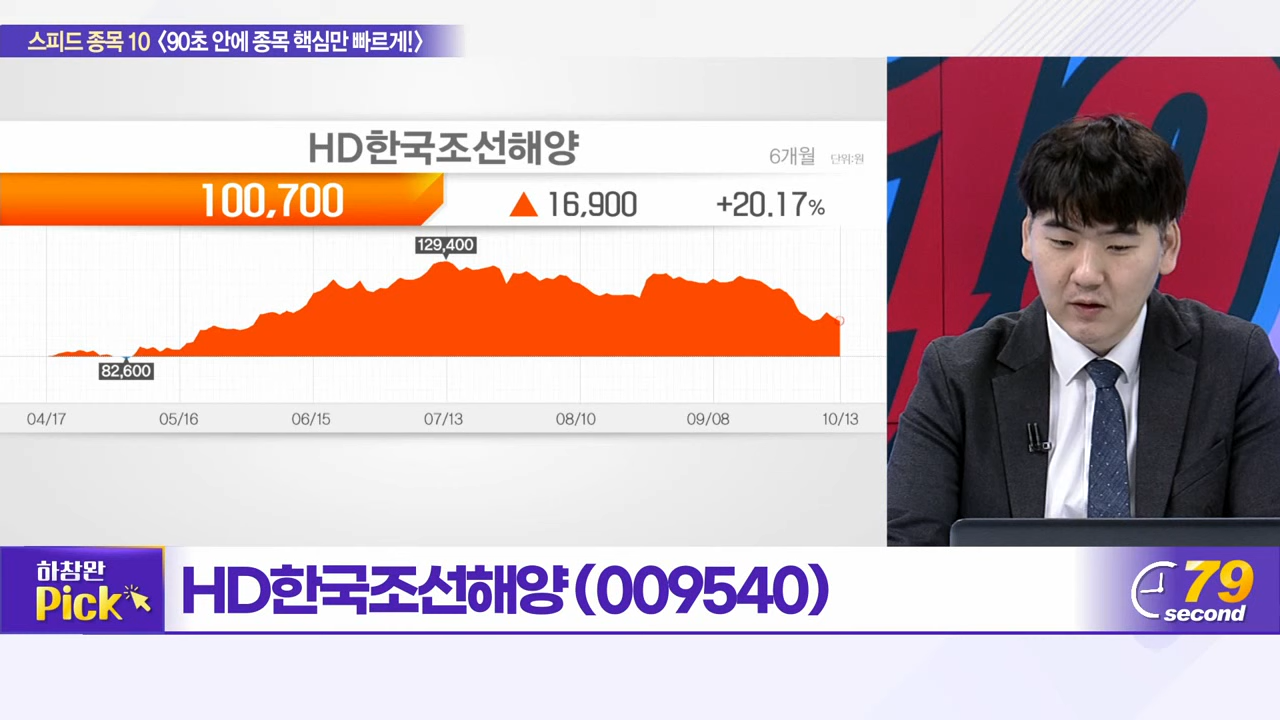 스피드 종목 10 <90초 안에 종목 핵심만 빠르게!>
HD한국조선해양
6개월 단위:원
100,700 ▲ 16,900 +20.17%
129,400
82,600
04/17 05/16 06/15 07/13 08/10 09/08 10/13
하창완
Pick
HD한국조선해양(009540)
79
second